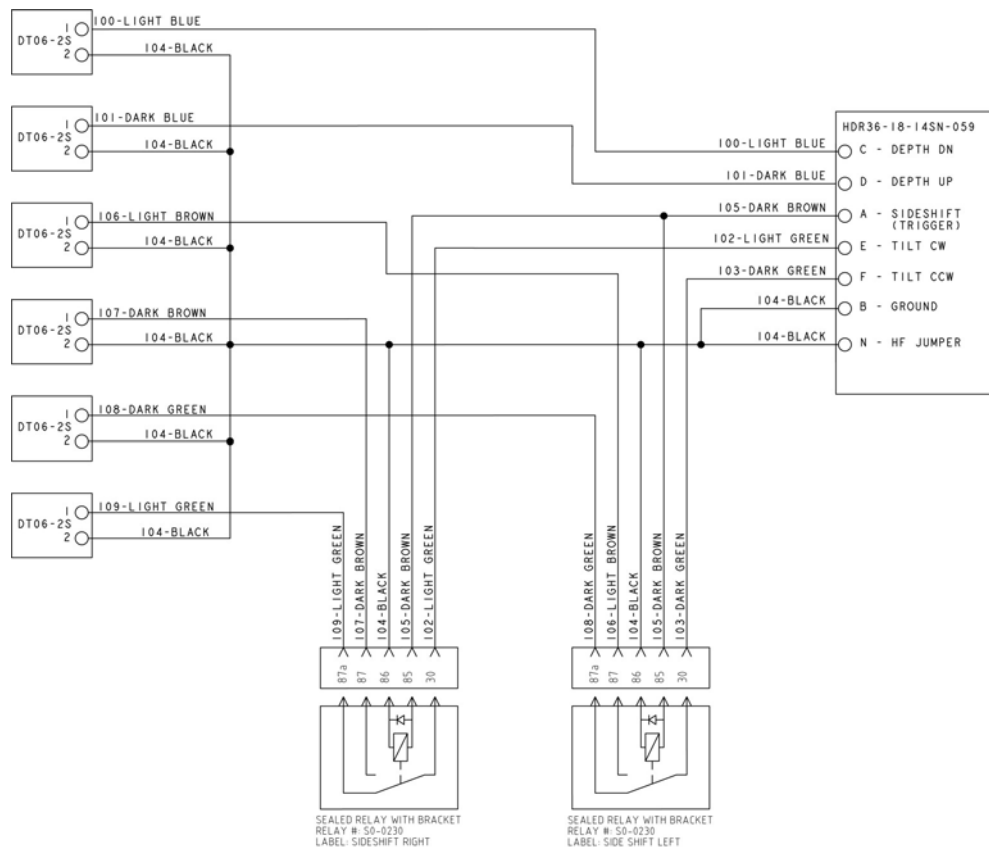 DT06-2S
1
2
100-LIGHT BLUE
104-BLACK
DT06-2S
1
2
101-DARK BLUE
104-BLACK
DT06-2S
1
2
106-LIGHT BROWN
104-BLACK
DT06-2S
1
2
107-DARK BROWN
104-BLACK
DT06-2S
1
2
108-DARK GREEN
104-BLACK
DT06-2S
1
2
109-LIGHT GREEN
104-BLACK
HDR36-18-14SN-059
100-LIGHT BLUE
C - DEPTH DN
101-DARK BLUE
D - DEPTH UP
105-DARK BROWN
A - SIDESHIFT
(TRIGGER)
102-LIGHT GREEN
E - TILT CW
103-DARK GREEN
F - TILT CCW
104-BLACK
B - GROUND
104-BLACK
N - HF JUMPER
109-LIGHT GREEN
107-DARK BROWN
104-BLACK
105-DARK BROWN
102-LIGHT GREEN
87a
87
86
85
30
SEALED RELAY WITH BRACKET
RELAY #: S0-0230
LABEL: SIDESHIFT RIGHT
108-DARK GREEN
106-LIGHT BROWN
104-BLACK
105-DARK BROWN
103-DARK GREEN
87a
87
86
85
30
SEALED RELAY WITH BRACKET
RELAY #: S0-0230
LABEL: SIDE SHIFT LEFT